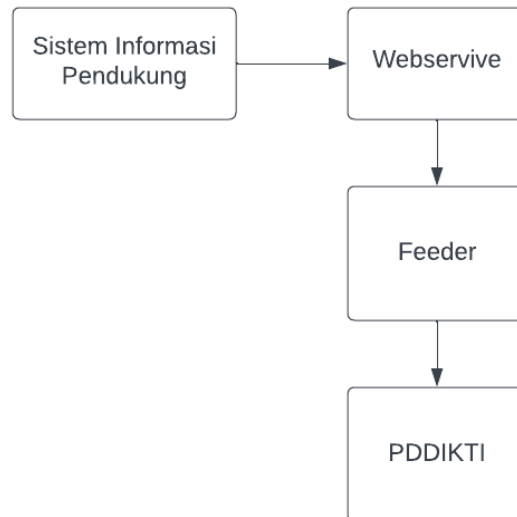 Sistem Informasi
Pendukung
Webservive
Feeder
PDDIKTI